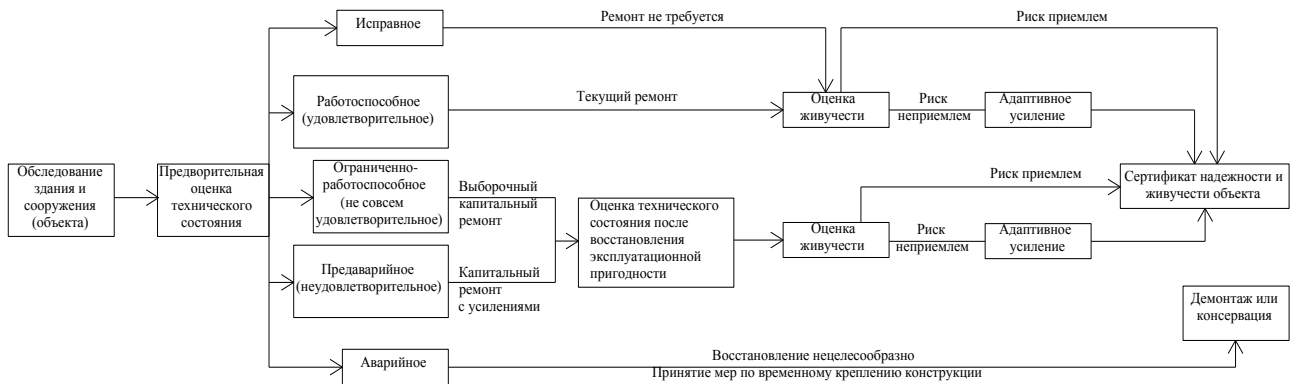 Исправное
Ремонт не требуется
Риск приемлем
Работоспособное
(удовлетворительное)
Текущий ремонт
Оценка
живучести
Риск
неприемлем
Адаптивное
усиление
Обследование
здания и
сооружения
(объекта)
Предворительная
оценка
технического
состояния
Ограниченно-
работоспособное
(не совсем
удовлетворительное)
Выборочный
капитальный
ремонт
Оценка технического
состояния после
восстановления
эксплуатационной
пригодности
Оценка
живучести
Риск приемлем
Риск
неприемлем
Адаптивное
усиление
Сертификат надежности и
живучести объекта
Предаварийное
(неудовлетворительное)
Капитальный
ремонт
с усилениями
Аварийное
Восстановление нецелесообразно
Принятие мер по временному креплению конструкции
Демонтаж или
консервация